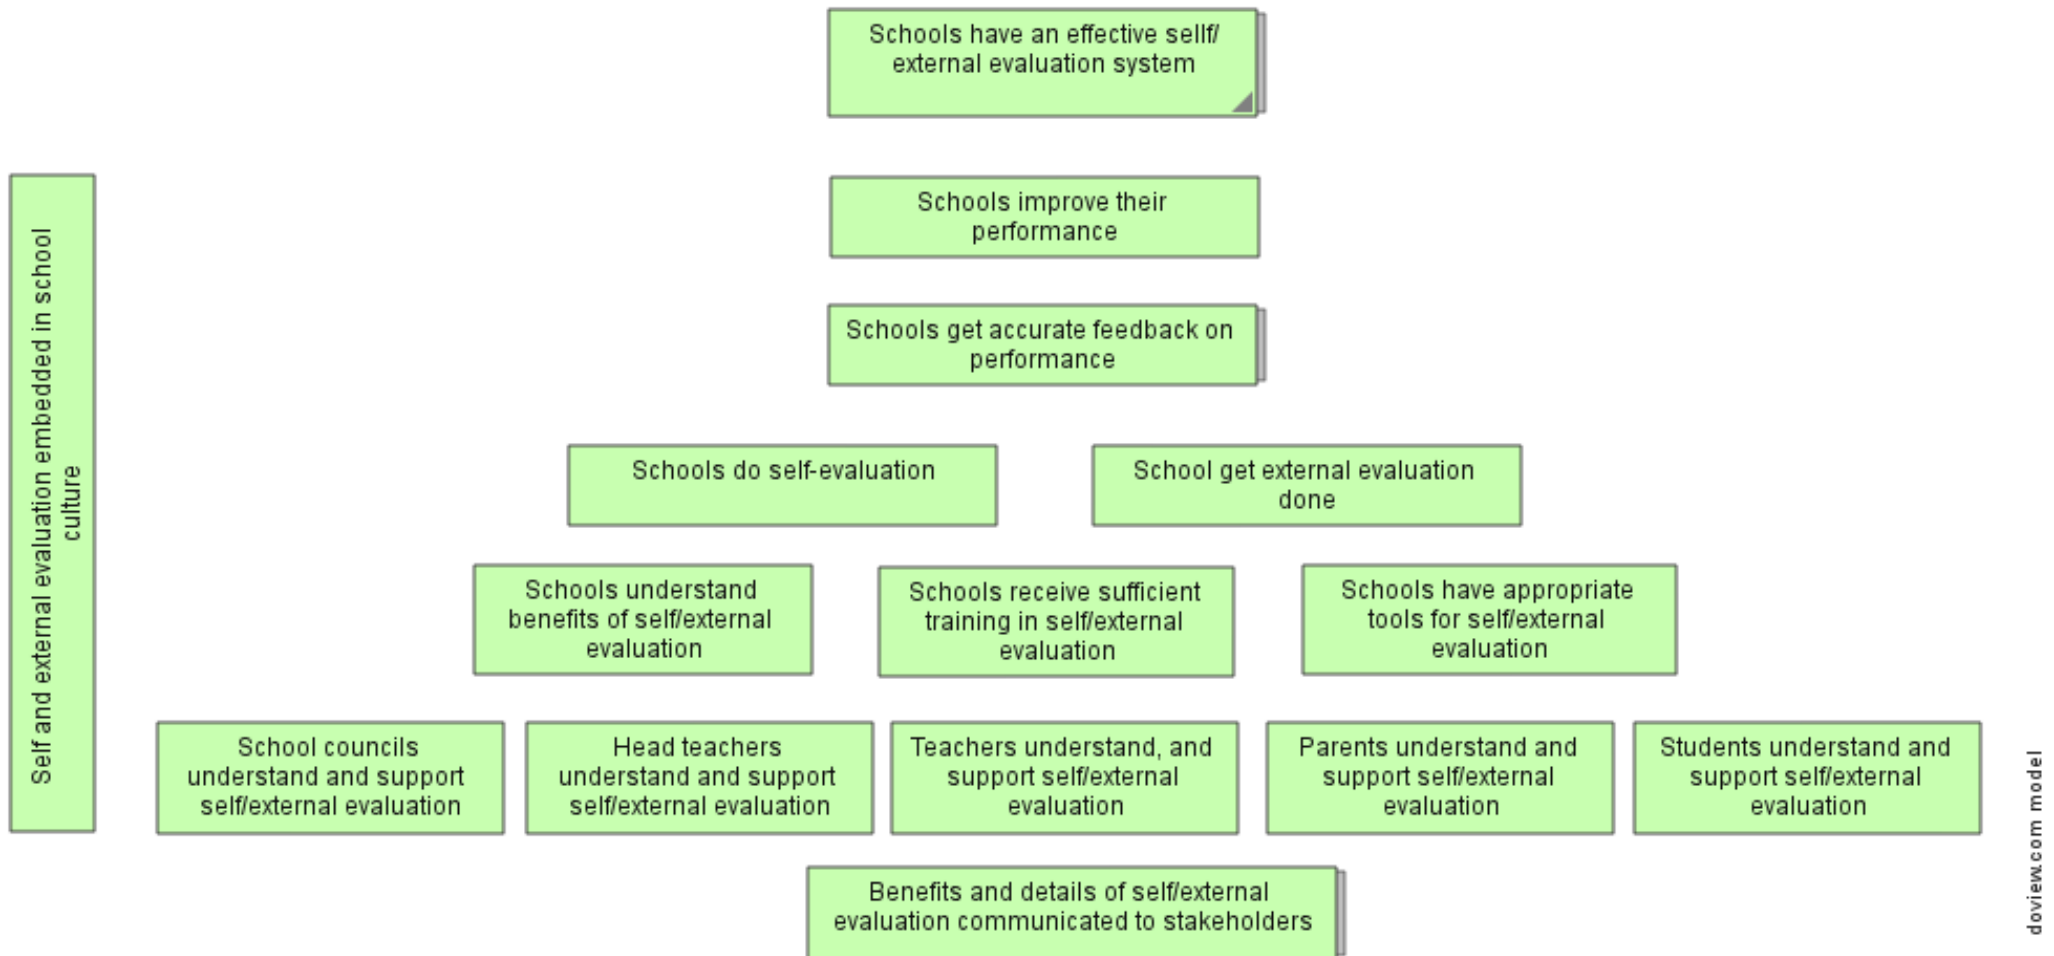 Schools have an effective sellf/
external evaluation system
Self and external evaluation embedded in school
culture
Schools improve their
performance
Schools get accurate feedback on
performance
Schools do self-evaluation
School get external evaluation
done
Schools understand
benefits of self/external
evaluation
Schools receive sufficient
training in self/external
evaluation
Schools have appropriate
tools for self/external
evaluation
School councils
understand and support
self/external evaluation
Head teachers
understand and support
self/external evaluation
Teachers understand, and
support self/external
evaluation
Parents understand and
support self/external
evaluation
Students understand and
support self/external
evaluation
Benefits and details of self/external
evaluation communicated to stakeholders
doview.com model